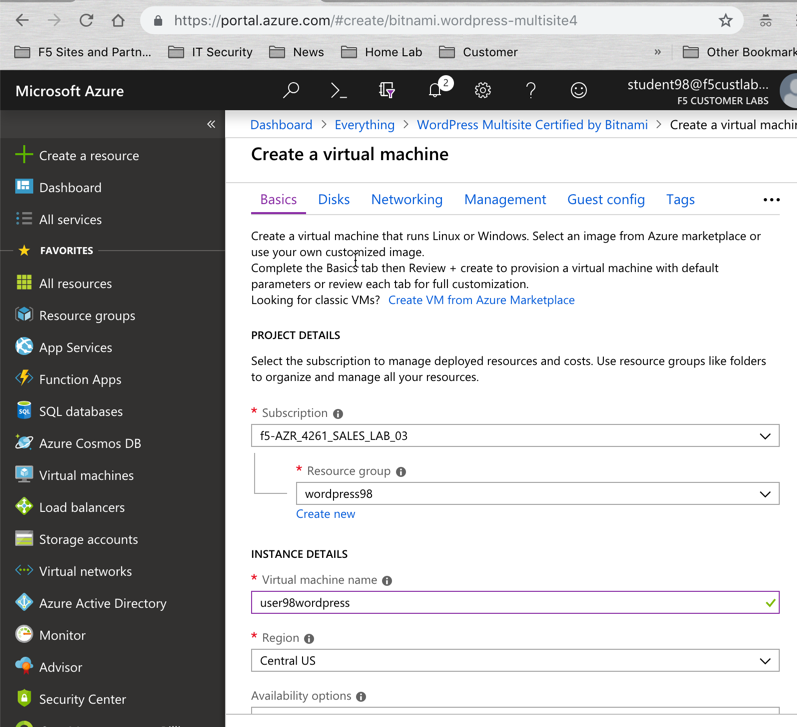 https://portal.azure.com/#create/bitnami.wordpress-multisite4
F5 Sites and Partn... IT Security News Home Lab Customer » Other Bookmark
Microsoft Azure
2
student98@f5custlab...
F5 CUSTOMER LABS
«
Dashboard > Everything > WordPress Multisite Certified by Bitnami > Create a virtual machin
Create a virtual machine
Create a resource
Dashboard
All services
FAVORITES
All resources
Resource groups
App Services
Function Apps
SQL databases
Azure Cosmos DB
Virtual machines
Load balancers
Storage accounts
Virtual networks
Azure Active Directory
Monitor
Advisor
Security Center
Basics Disks Networking Management Guest config Tags
Create a virtual machine that runs Linux or Windows. Select an image from Azure marketplace or
use your own customized image.
Complete the Basics tab then Review + create to provision a virtual machine with default
parameters or review each tab for full customization.
Looking for classic VMs? Create VM from Azure Marketplace
PROJECT DETAILS
Select the subscription to manage deployed resources and costs. Use resource groups like folders
to organize and manage all your resources.
* Subscription
f5-AZR_4261_SALES_LAB_03
* Resource group
wordpress98
Create new
INSTANCE DETAILS
* Virtual machine name
user98wordpress
* Region
Central US
Availability options